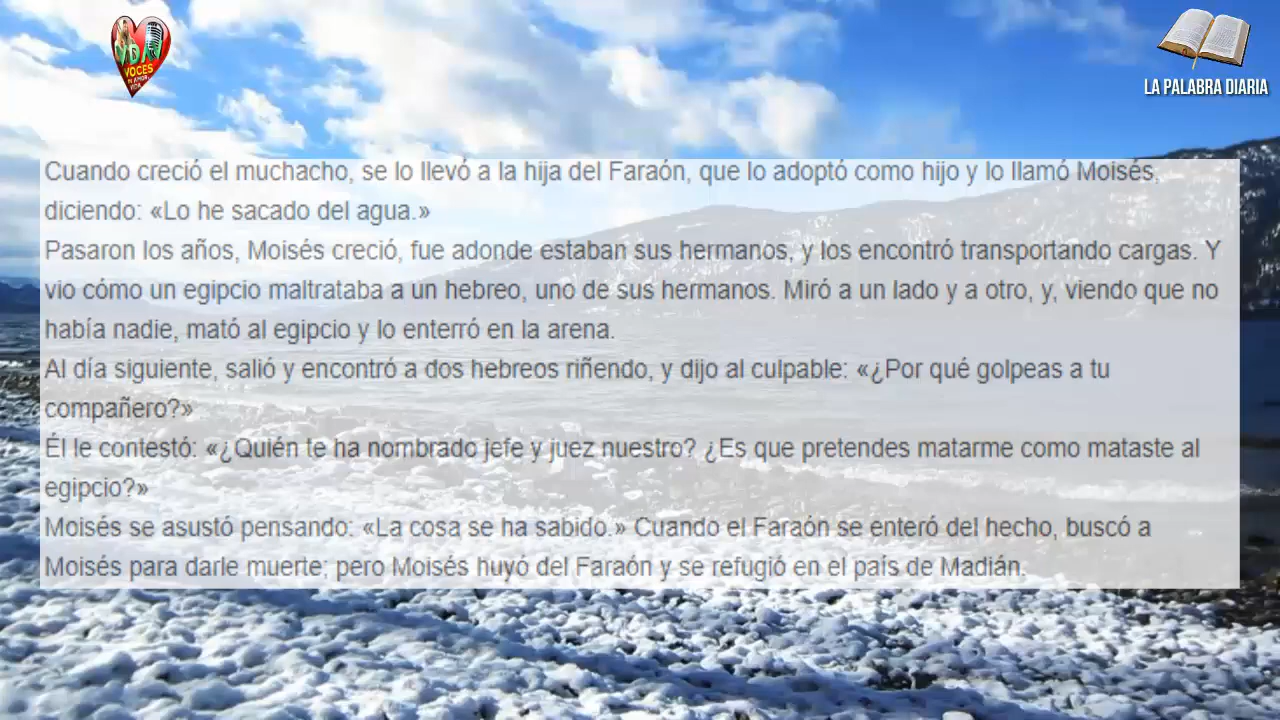 VOCES
LA PALABRA DIARIA
Cuando creció el muchacho, se lo llevó a la hija del Faraón, que lo adoptó como hijo y lo llamó Moisés,
diciendo: «Lo he sacado del agua.»
Pasaron los años, Moisés creció, fue adonde estaban sus hermanos, y los encontró transportando cargas. Y
vio cómo un egipcio maltrataba a un hebreo, uno de sus hermanos. Miró a un lado y a otro, y, viendo que no
había nadie, mató al egipcio y lo enterró en la arena.
Al día siguiente, salió y encontró a dos hebreos riñendo, y dijo al culpable: «¿Por qué golpeas a tu
compañero?»
Él le contestó: «¿Quién te ha nombrado jefe y juez nuestro? ¿Es que pretendes matarme como mataste al
egipcio?»
Moisés se asustó pensando: «La cosa se ha sabido.» Cuando el Faraón se enteró del hecho, buscó a
Moisés para darle muerte; pero Moisés huyó del Faraón y se refugió en el país de Madián.